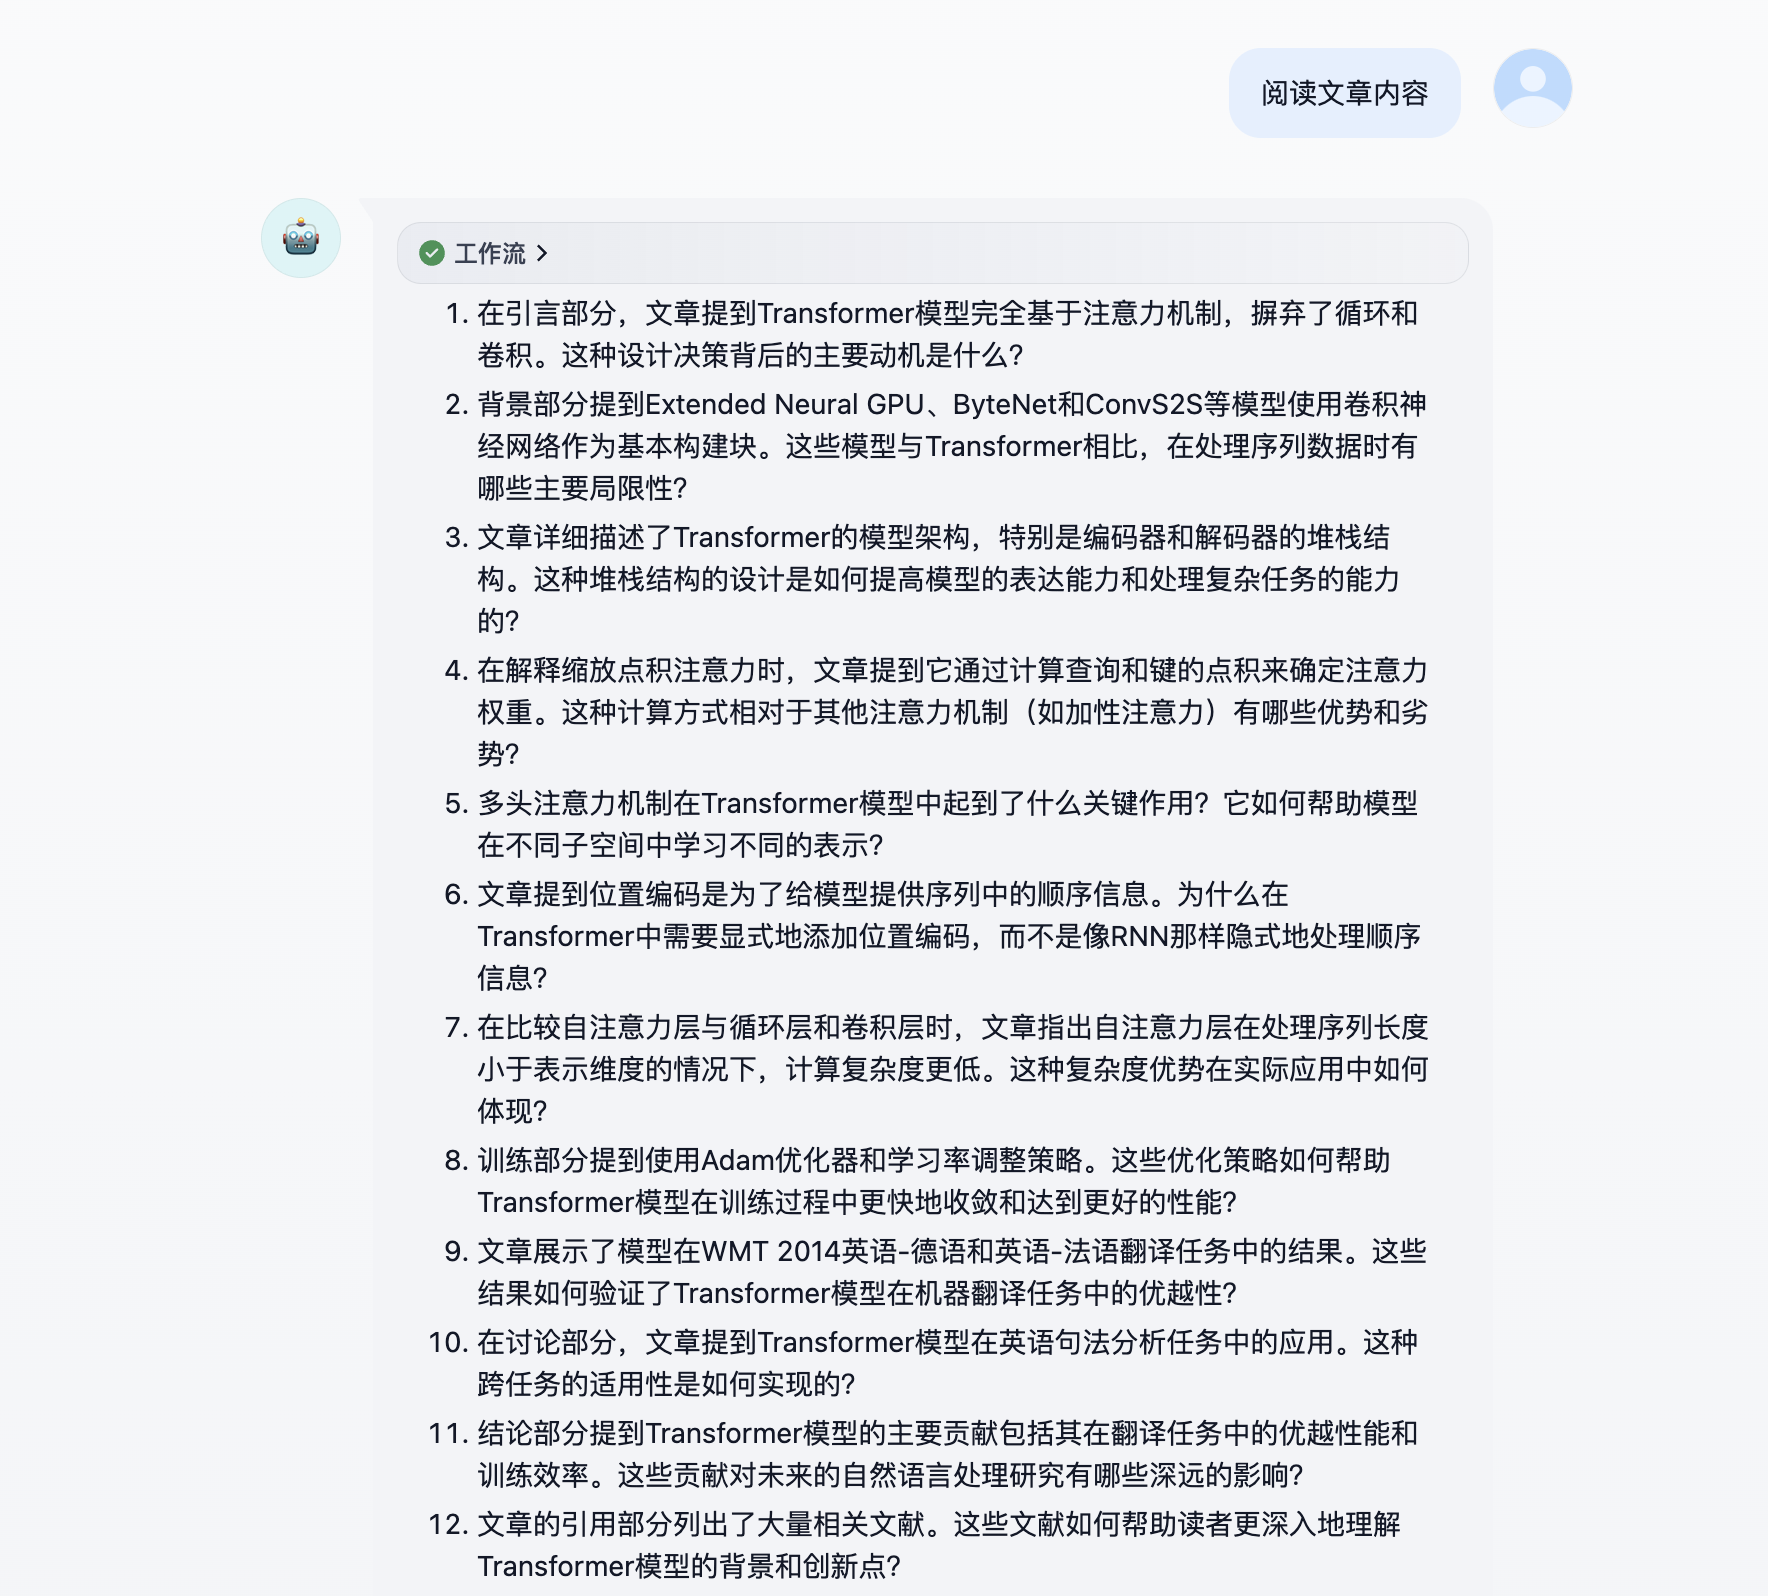 阅读文章内容
工作流
1. 在引言部分，文章提到Transformer模型完全基于注意力机制，摒弃了循环和
卷积。这种设计决策背后的主要动机是什么？
2. 背景部分提到Extended Neural GPU、ByteNet和ConvS2S等模型使用卷积神
经网络作为基本构建块。这些模型与Transformer相比，在处理序列数据时有
哪些主要局限性？
3. 文章详细描述了Transformer的模型架构，特别是编码器和解码器的堆栈结
构。这种堆栈结构的设计是如何提高模型的表达能力和处理复杂任务的能力
的？
4. 在解释缩放点积注意力时，文章提到它通过计算查询和键的点积来确定注意力
权重。这种计算方式相对于其他注意力机制（如加性注意力）有哪些优势和劣
势？
5. 多头注意力机制在Transformer模型中起到了什么关键作用？它如何帮助模型
在不同子空间中学习不同的表示？
6. 文章提到位置编码是为了给模型提供序列中的顺序信息。为什么在
Transformer中需要显式地添加位置编码，而不是像RNN那样隐式地处理顺序
信息？
7. 在比较自注意力层与循环层和卷积层时，文章指出自注意力层在处理序列长度
小于表示维度的情况下，计算复杂度更低。这种复杂度优势在实际应用中如何
体现？
8. 训练部分提到使用Adam优化器和学习率调整策略。这些优化策略如何帮助
Transformer模型在训练过程中更快地收敛和达到更好的性能？
9. 文章展示了模型在WMT 2014英语-德语和英语-法语翻译任务中的结果。这些
结果如何验证了Transformer模型在机器翻译任务中的优越性？
10. 在讨论部分，文章提到Transformer模型在英语句法分析任务中的应用。这种
跨任务的适用性是如何实现的？
11. 结论部分提到Transformer模型的主要贡献包括其在翻译任务中的优越性能和
训练效率。这些贡献对未来的自然语言处理研究有哪些深远的影响？
12. 文章的引用部分列出了大量相关文献。这些文献如何帮助读者更深入地理解
Transformer模型的背景和创新点？